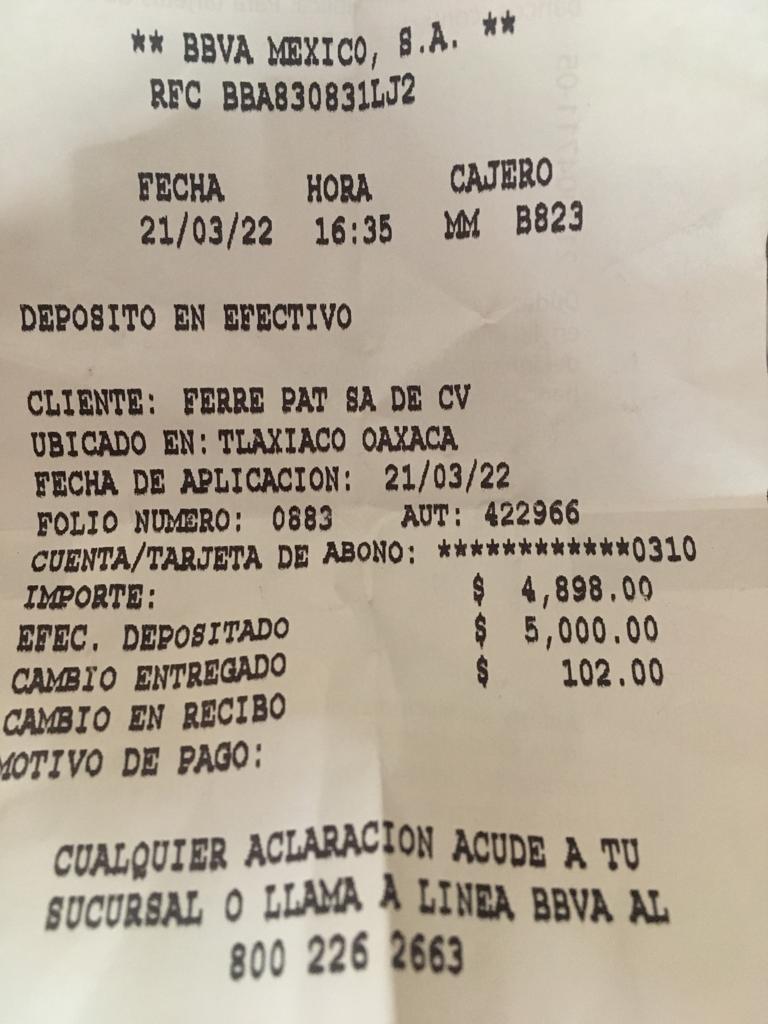 ** BBVA MEXICO, S.A. **
RFC BBA830831LJ2
FECHA HORA CAJERO
21/03/22 16:35 MM B823
DEPOSITO EN EFECTIVO
CLIENTE: FERRE PAT SA DE CV
UBICADO EN: TLAXIACO OAXACA
FECHA DE APLICACION: 21/03/22
FOLIO NUMERO: 0883 AUT: 422966
CUENTA/TARJETA DE ABONO: ************0310
IMPORTE: $ 4,898.00
EFEC. DEPOSITADO $ 5,000.00
CAMBIO ENTREGADO $ 102.00
CAMBIO EN RECIBO
MOTIVO DE PAGO:
CUALQUIER ACLARACION ACUDE A TU
SUCURSAL O LLAMA A LINEA BBVA AL
800 226 2663